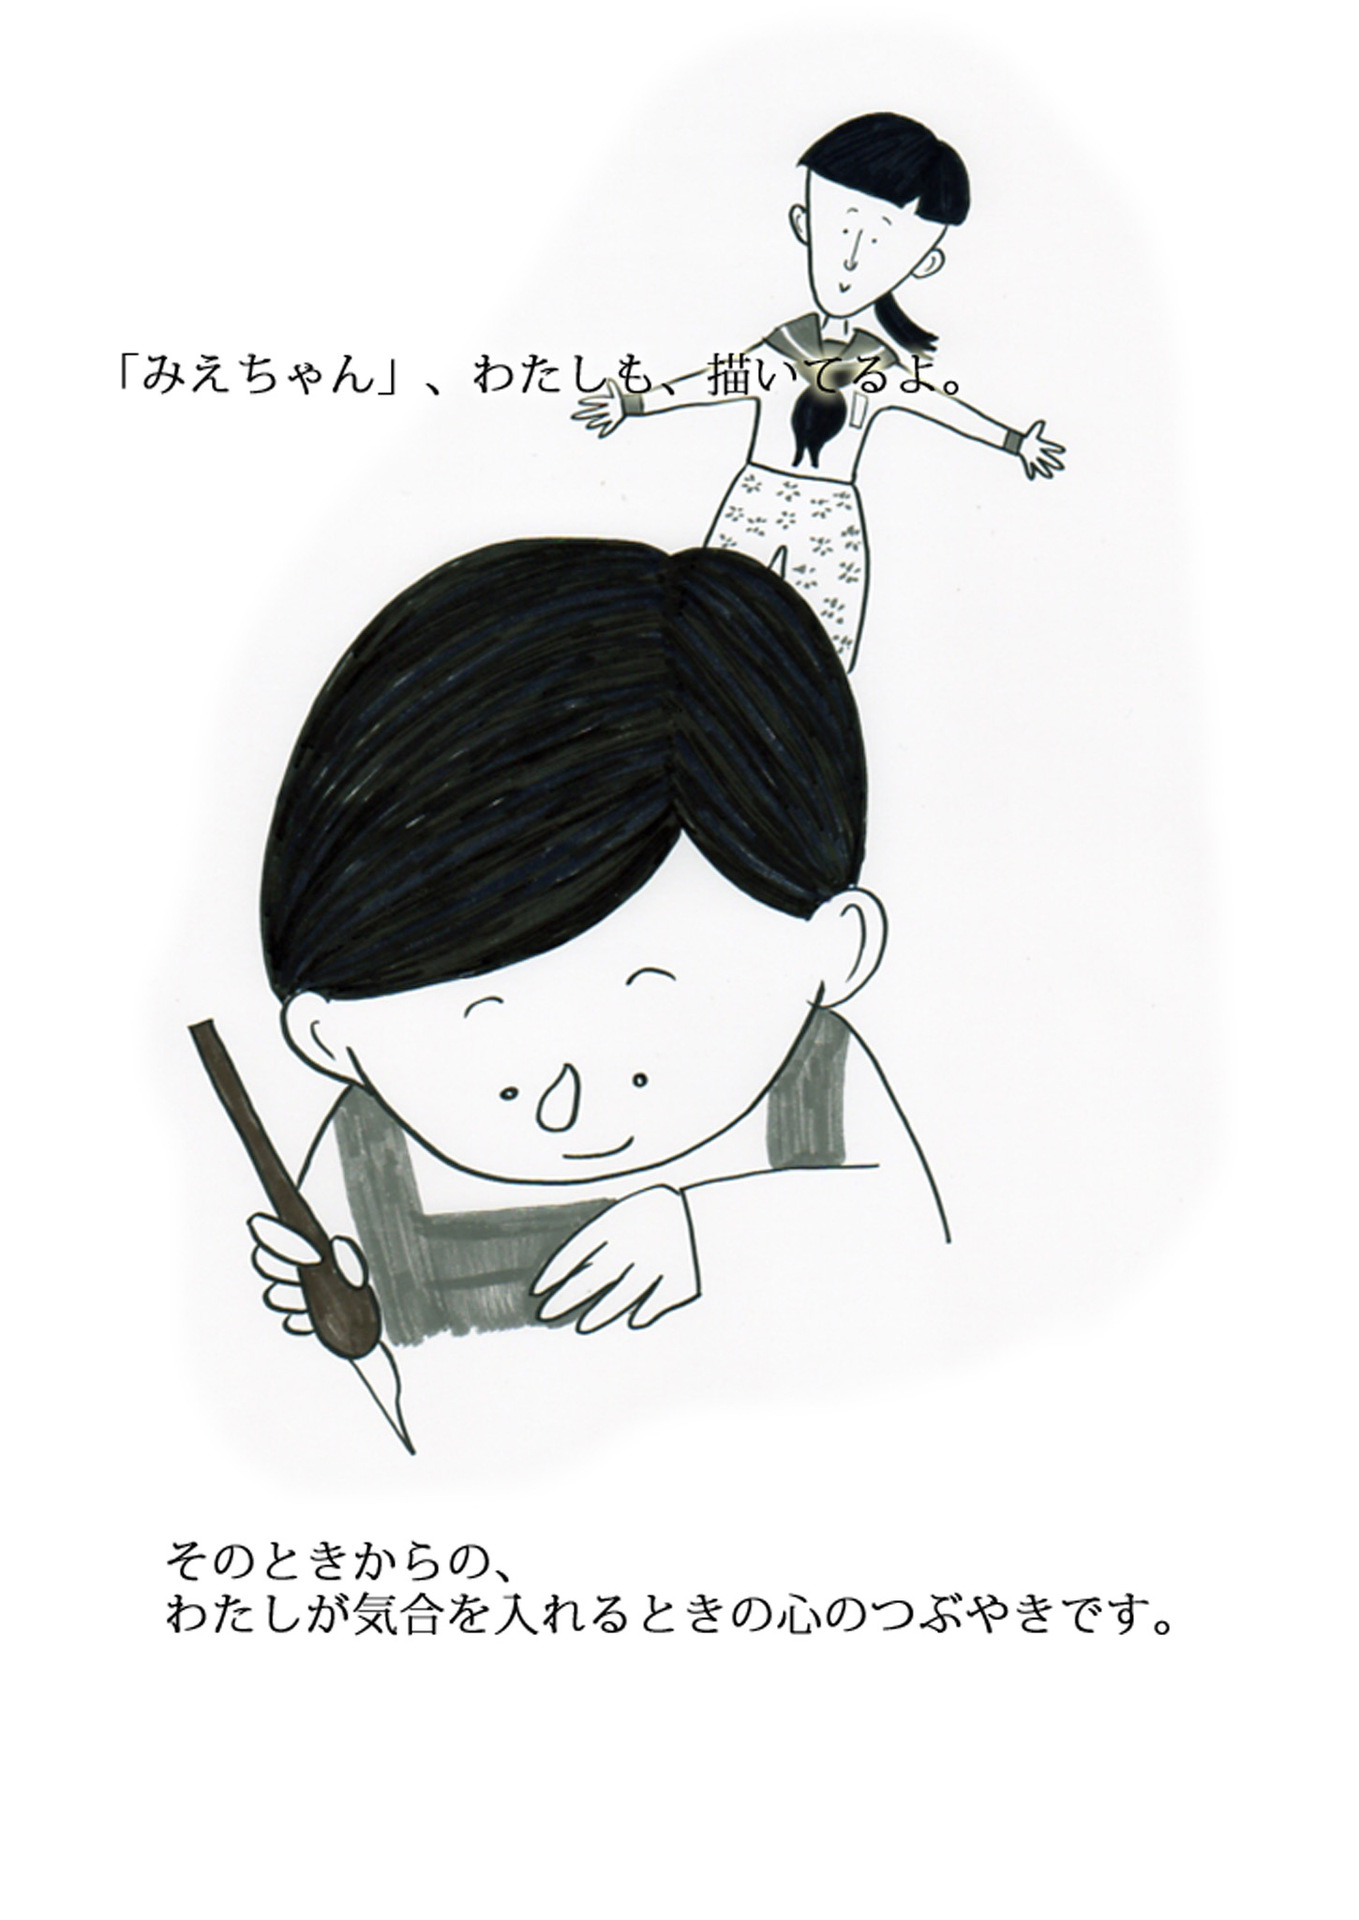 「みえちゃん」、わたしも、描いてるよ。
そのときからの、
わたしが気合を入れるときの心のつぶやきです。